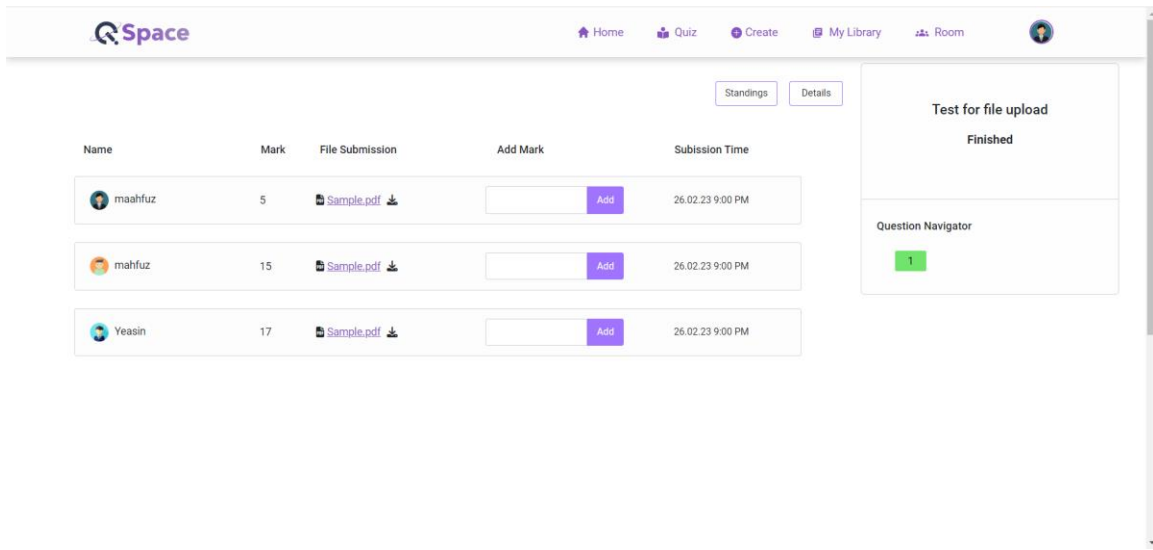 QSpace
Home Quiz Create My Library Room
Standings Details
Test for file upload
Finished
Name Mark File Submission Add Mark Subission Time
maahfuz 5 Sample.pdf Add 26.02.23 9:00 PM
Question Navigator
1
mahfuz 15 Sample.pdf Add 26.02.23 9:00 PM
Yeasin 17 Sample.pdf Add 26.02.23 9:00 PM